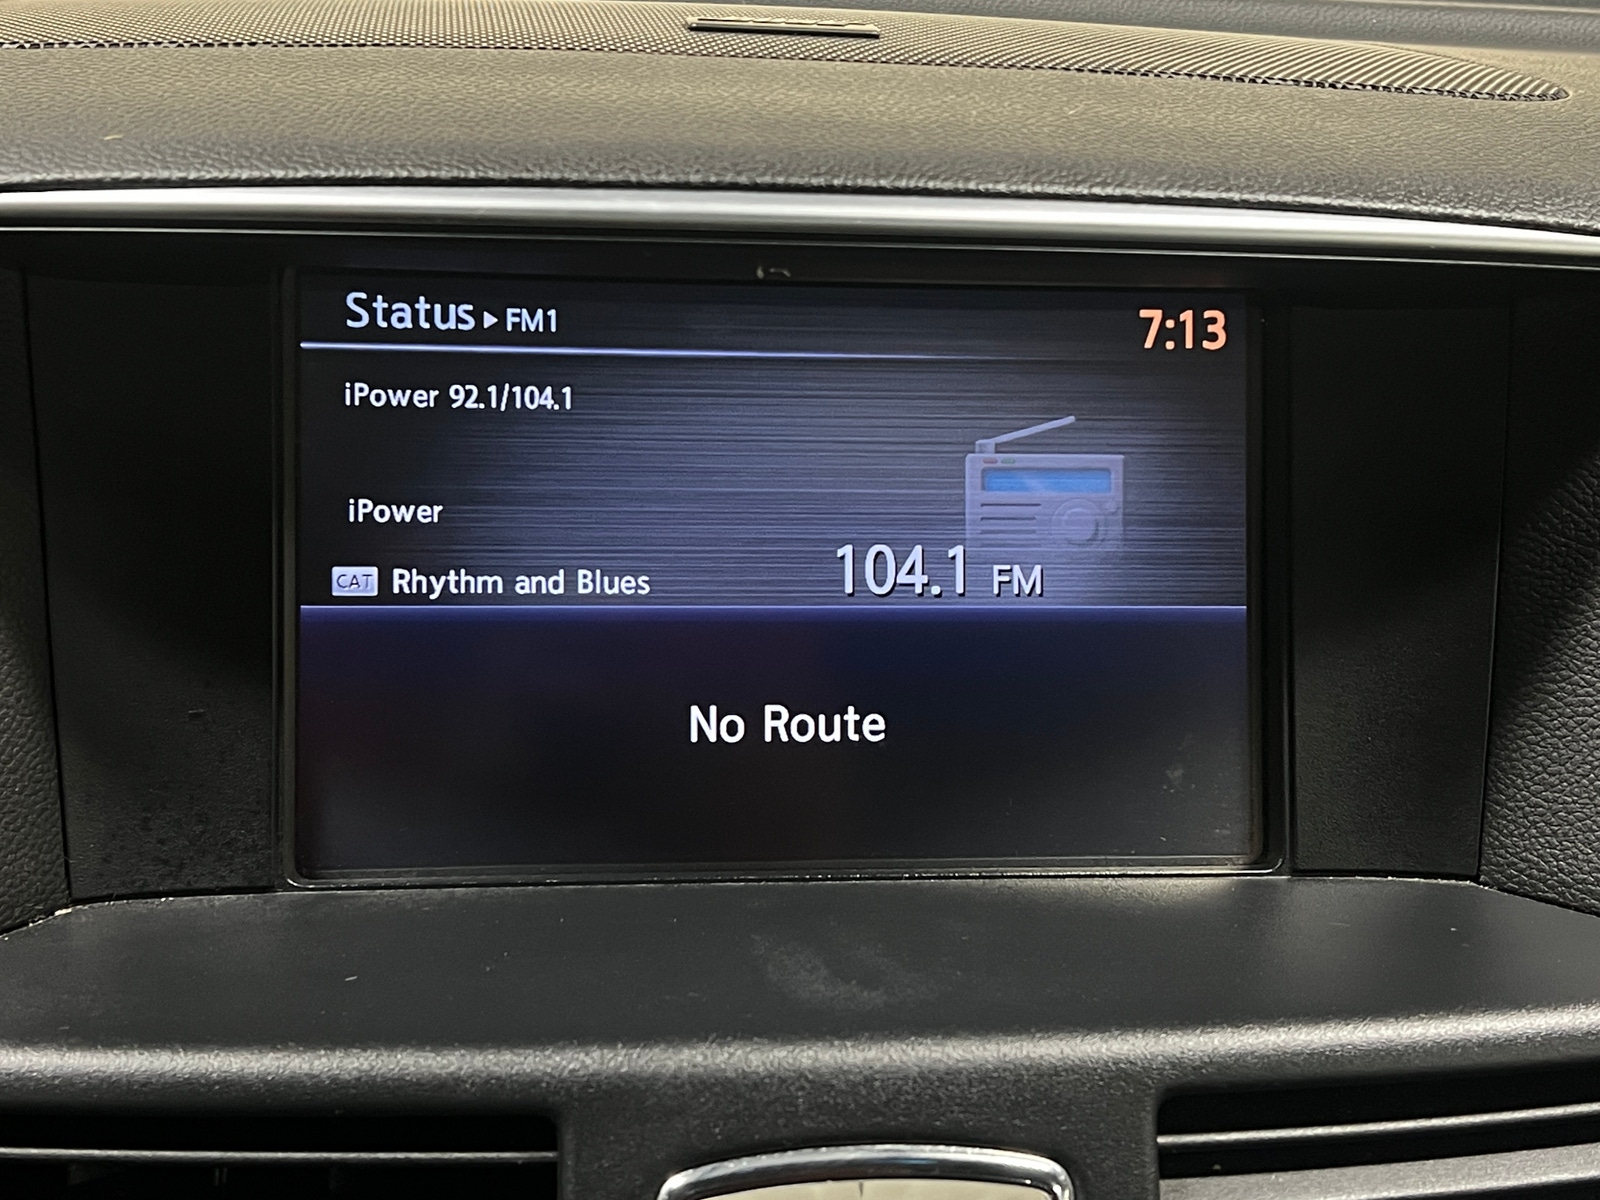 Status ▶ FM1
7:13
iPower 92.1/104.1
iPower
CAT Rhythm and Blues
104.1 FM
No Route